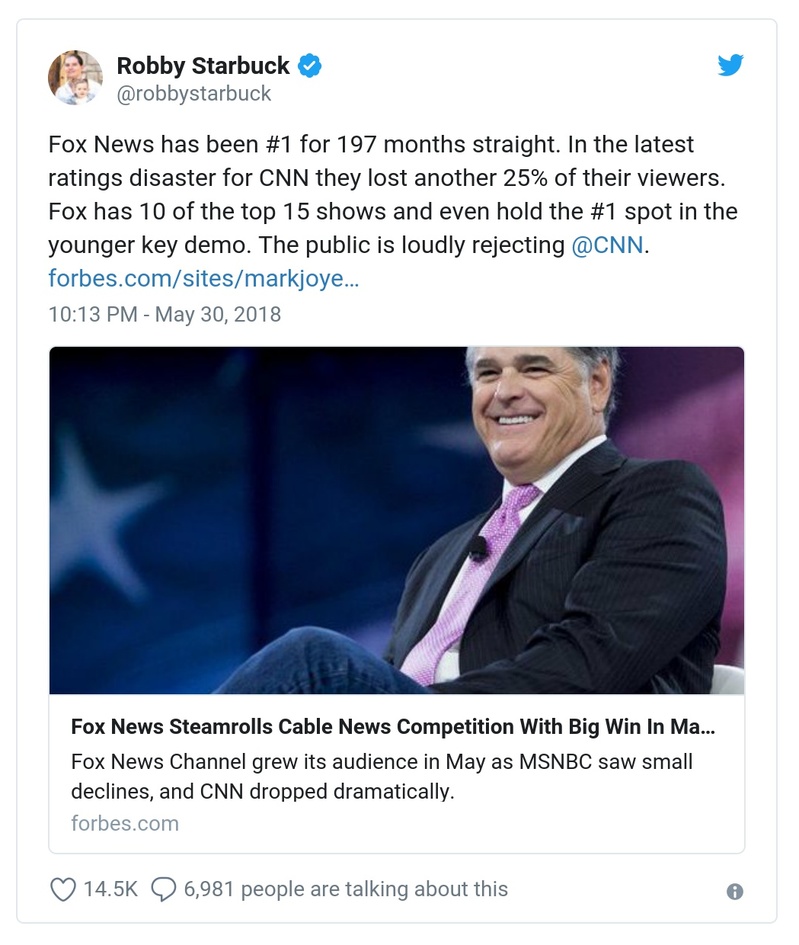 Robby Starbuck
@robbystarbuck
Fox News has been #1 for 197 months straight. In the latest
ratings disaster for CNN they lost another 25% of their viewers.
Fox has 10 of the top 15 shows and even hold the #1 spot in the
younger key demo. The public is loudly rejecting @CNN.
forbes.com/sites/markjoye…
10:13 PM - May 30, 2018
Fox News Steamrolls Cable News Competition With Big Win In Ma...
Fox News Channel grew its audience in May as MSNBC saw small
declines, and CNN dropped dramatically.
forbes.com
14.5K 6,981 people are talking about this